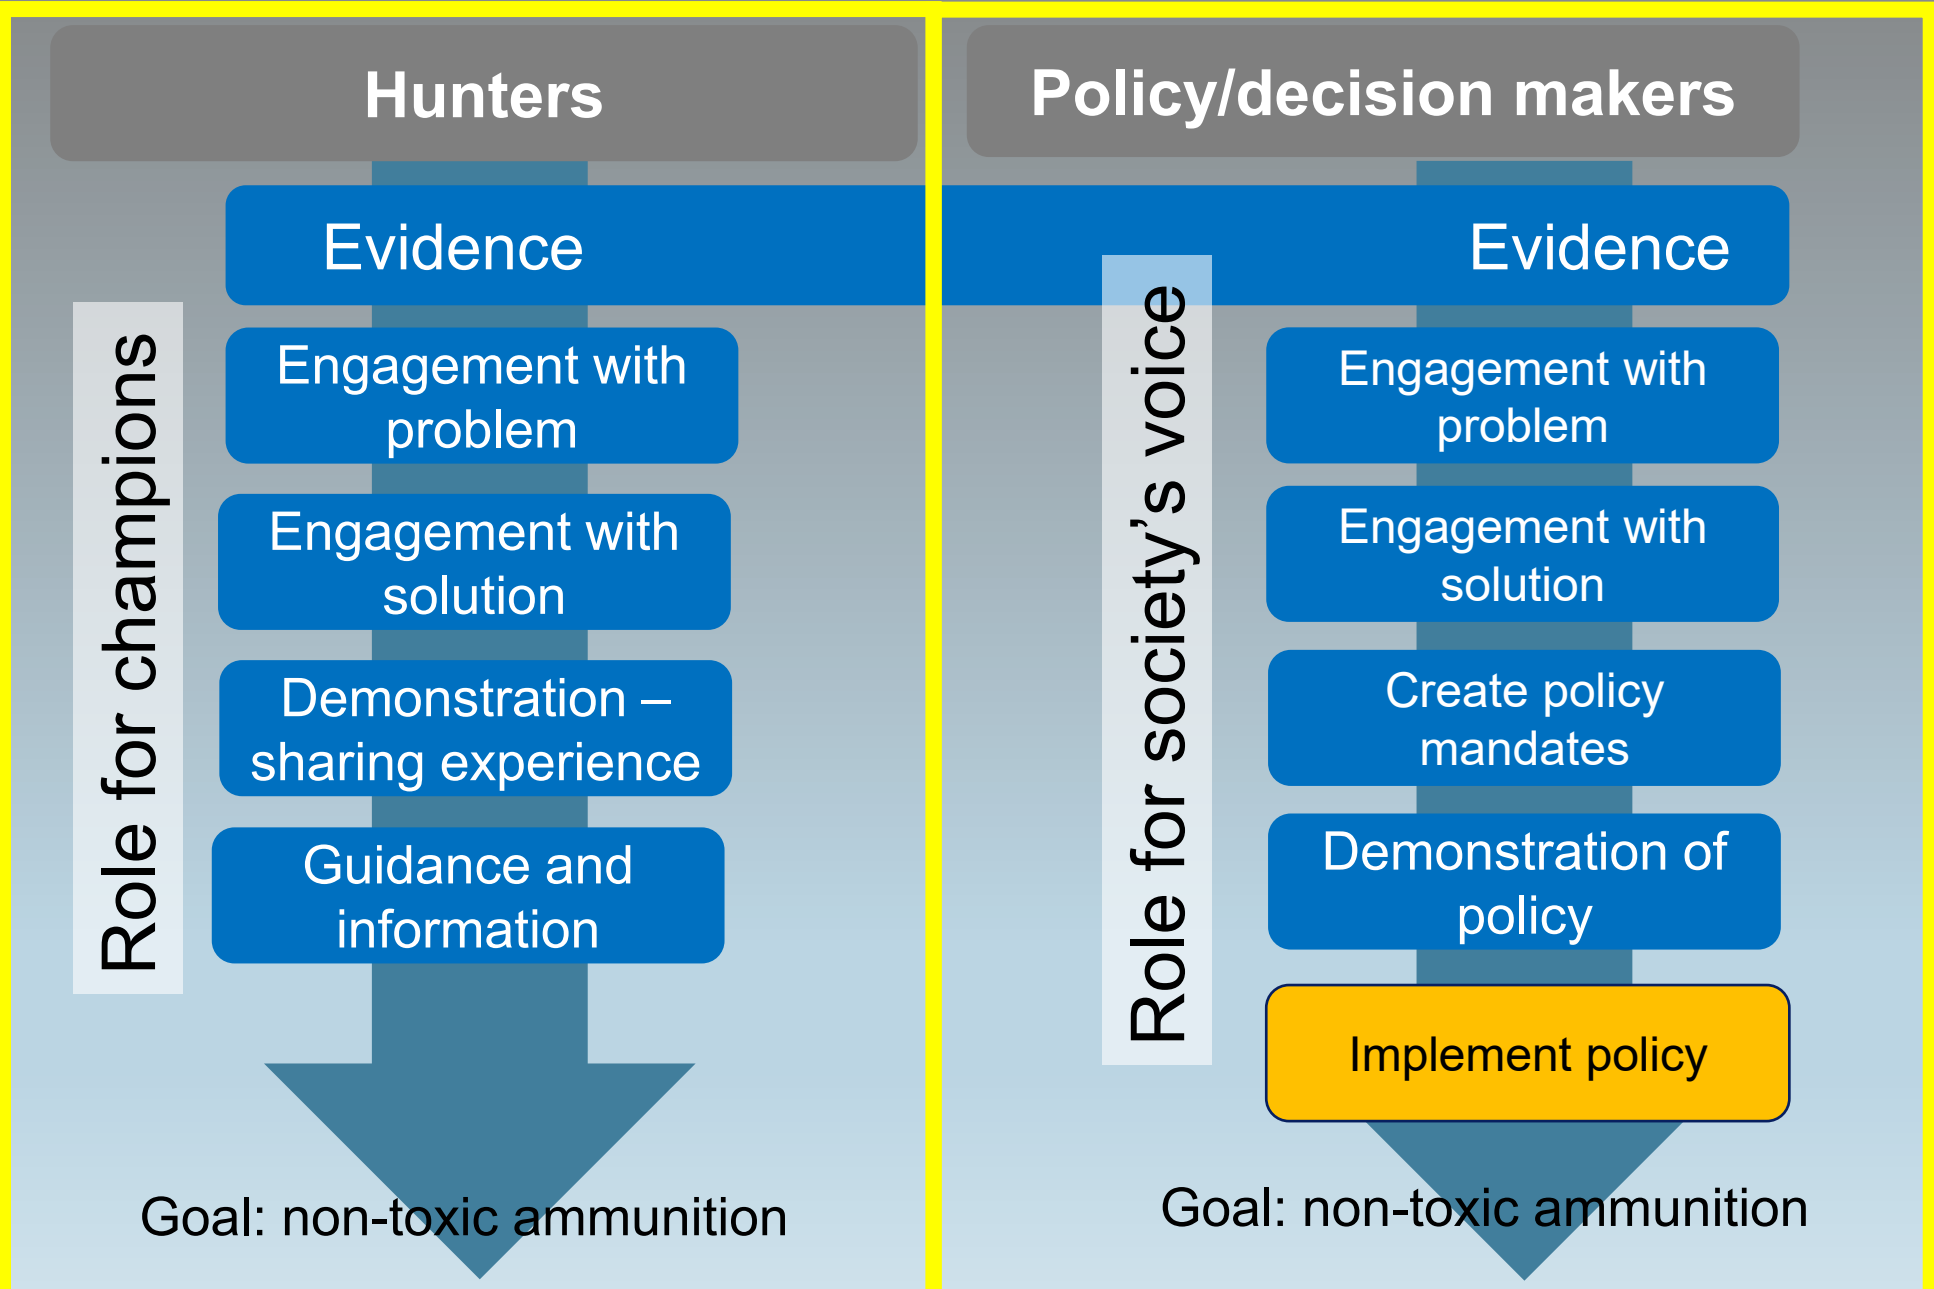 Hunters
Evidence
Role for champions
Engagement with
problem
Engagement with
solution
Demonstration –
sharing experience
Guidance and
information
Goal: non-toxic ammunition
Policy/decision makers
Evidence
Role for society’s voice
Engagement with
problem
Engagement with
solution
Create policy
mandates
Demonstration of
policy
Implement policy
Goal: non-toxic ammunition